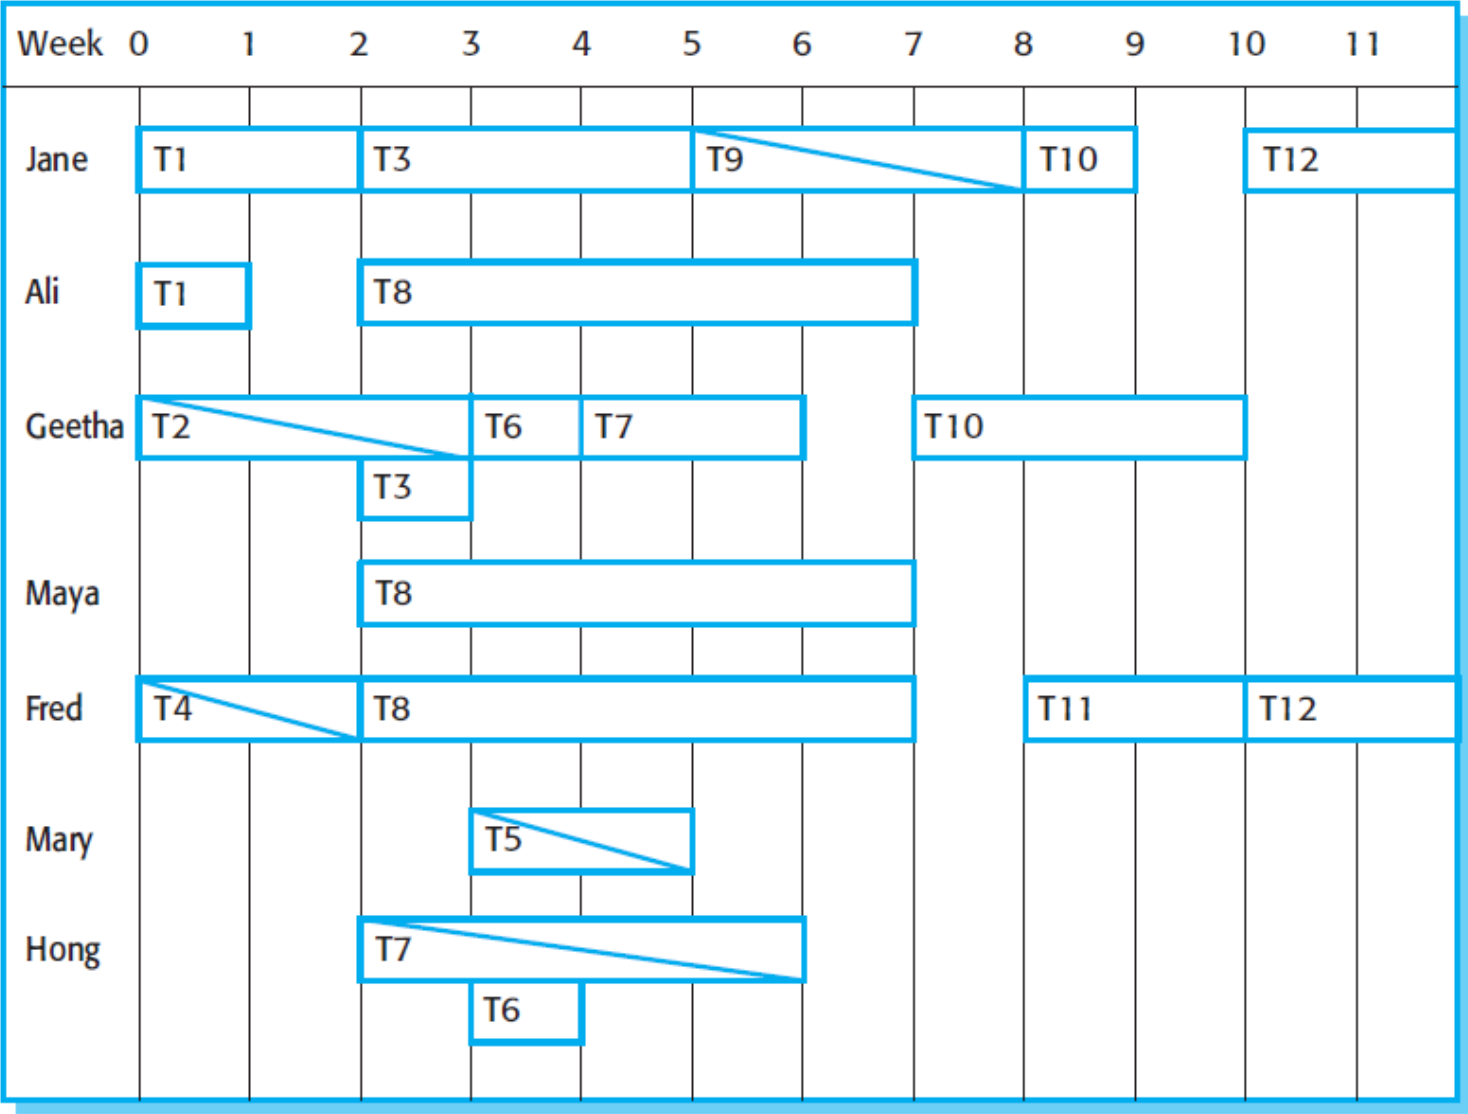 Week 0 1 2 3 4 5 6 7 8 9 10 11
Jane T1 T3 T9 T10 T12
Ali T1 T8
Geetha T2 T6 T7 T10
T3
Maya T8
Fred T4 T8 T11 T12
Mary T5
Hong T7
T6